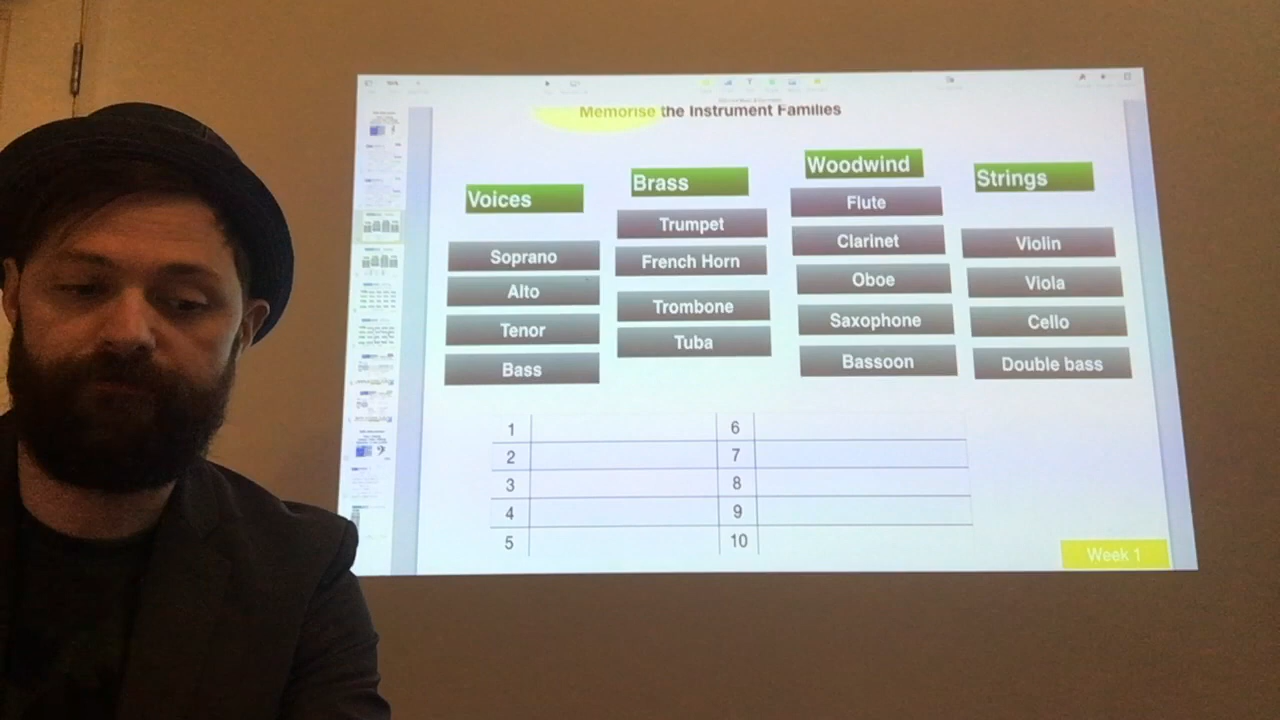 Memorise the Instrument Families
Voices
Soprano
Alto
Tenor
Bass
Brass
Trumpet
French Horn
Trombone
Tuba
Woodwind
Flute
Clarinet
Oboe
Saxophone
Bassoon
Strings
Violin
Viola
Cello
Double bass
1 6
2 7
3 8
4 9
5 10
Week 1